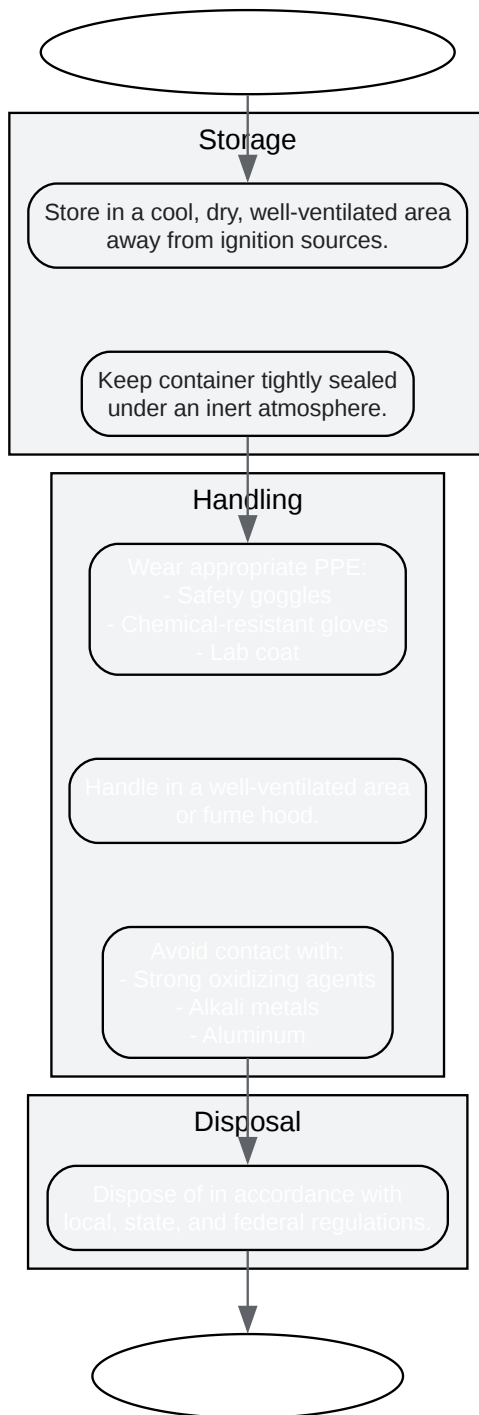 Storage
Store in a cool, dry, well-ventilated area
away from ignition sources.
Keep container tightly sealed
under an inert atmosphere.
Handling
Wear appropriate PPE:
- Safety goggles
- Chemical-resistant gloves
- Lab coat
Handle in a well-ventilated area
or fume hood.
Avoid contact with:
- Strong oxidizing agents
- Alkali metals
- Aluminum
Disposal
Dispose of in accordance with
local, state, and federal regulations.